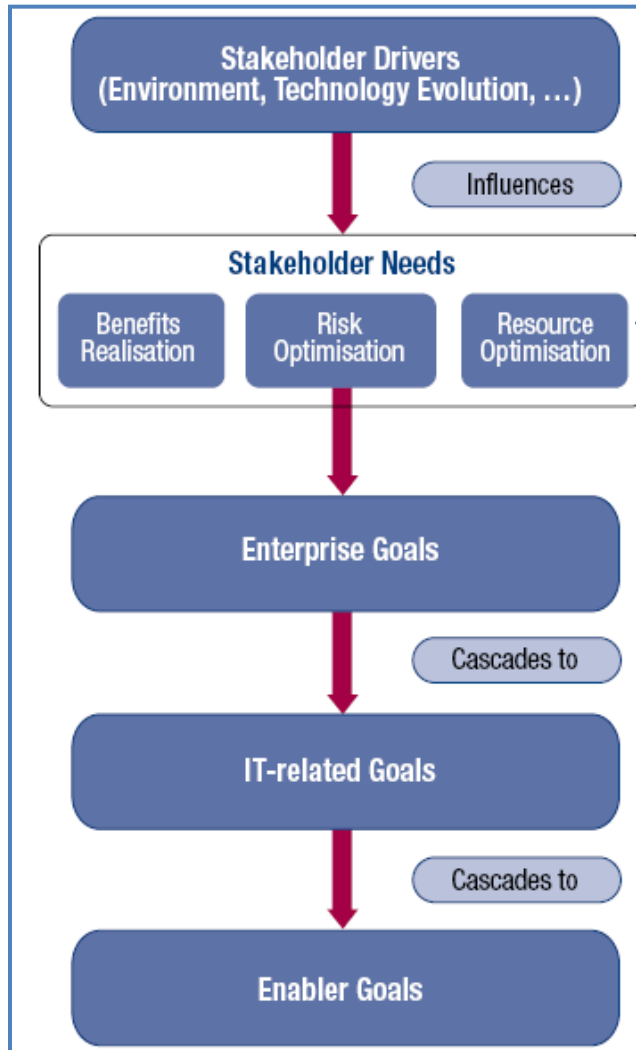 Stakeholder Drivers
(Environment, Technology Evolution, …)
Influences
Stakeholder Needs
Benefits
Realisation
Risk
Optimisation
Resource
Optimisation
Enterprise Goals
Cascades to
IT-related Goals
Cascades to
Enabler Goals